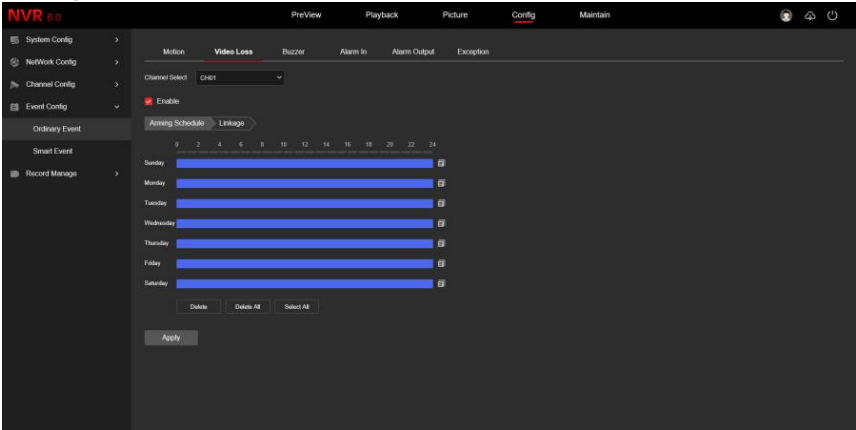 NVR 6.0 PreView Playback Picture Config Maintain
System Config
NetWork Config
Channel Config
Event Config
Ordinary Event
Smart Event
Record Manage
Motion Video Loss Buzzer Alarm In Alarm Output Exception
Channel Select CH01
Enable
Arming Schedule Linkage
0 2 4 6 8 10 12 14 16 18 20 22 24
Sunday
Monday
Tuesday
Wednesday
Thursday
Friday
Saturday
Delete Delete All Select All
Apply